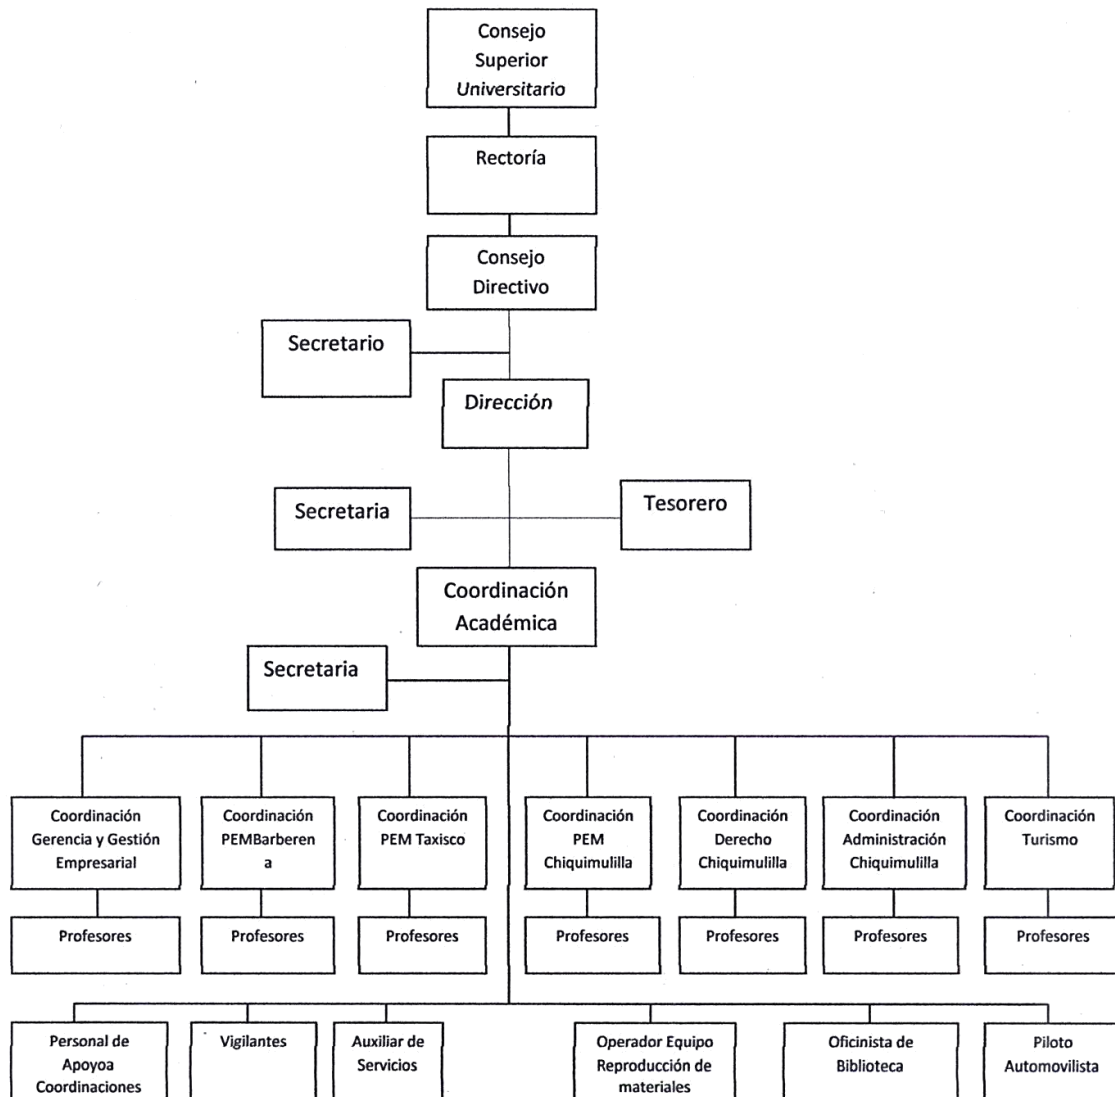 Consejo
Superior
Universitario
Rectoría
Consejo
Directivo
Secretario
Dirección
Secretaria
Tesorero
Coordinación
Académica
Secretaria
Coordinación
Gerencia y Gestión
Empresarial
Coordinación
PEMBarberen
a
Coordinación
PEM Taxisco
Coordinación
PEM
Chiquimulilla
Coordinación
Derecho
Chiquimulilla
Coordinación
Administración
Chiquimulilla
Coordinación
Turismo
Profesores
Profesores
Profesores
Profesores
Profesores
Profesores
Profesores
Personal de
Apoyoa
Coordinaciones
Vigilantes
Auxiliar de
Servicios
Operador Equipo
Reproducción de
materiales
Oficinista de
Biblioteca
Piloto
Automovilista